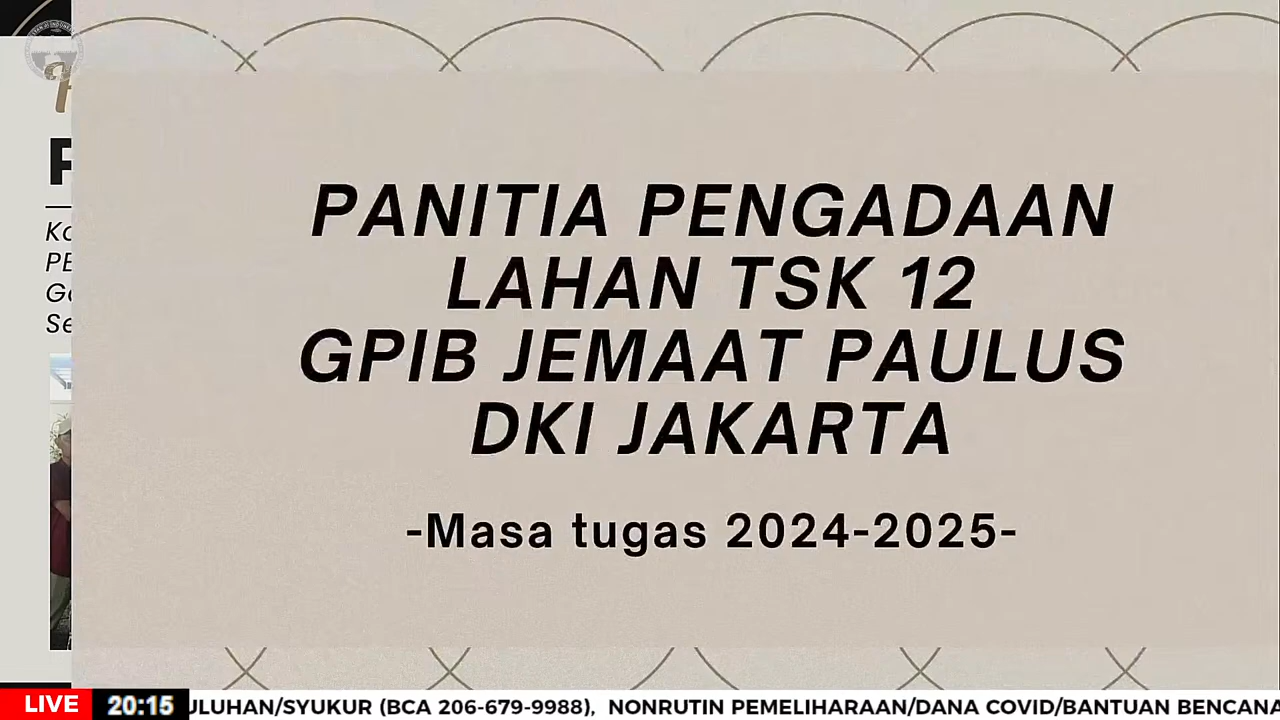 PANITIA PENGADAAN
LAHAN TSK 12
GPIB JEMAAT PAULUS
DKI JAKARTA
-Masa tugas 2024-2025-
LIVE
20:15
/SYUKUR (BCA 206-679-9988), NONRUTIN PEMELIHARAAN/DANA COVID/BANTUAN BENCANA